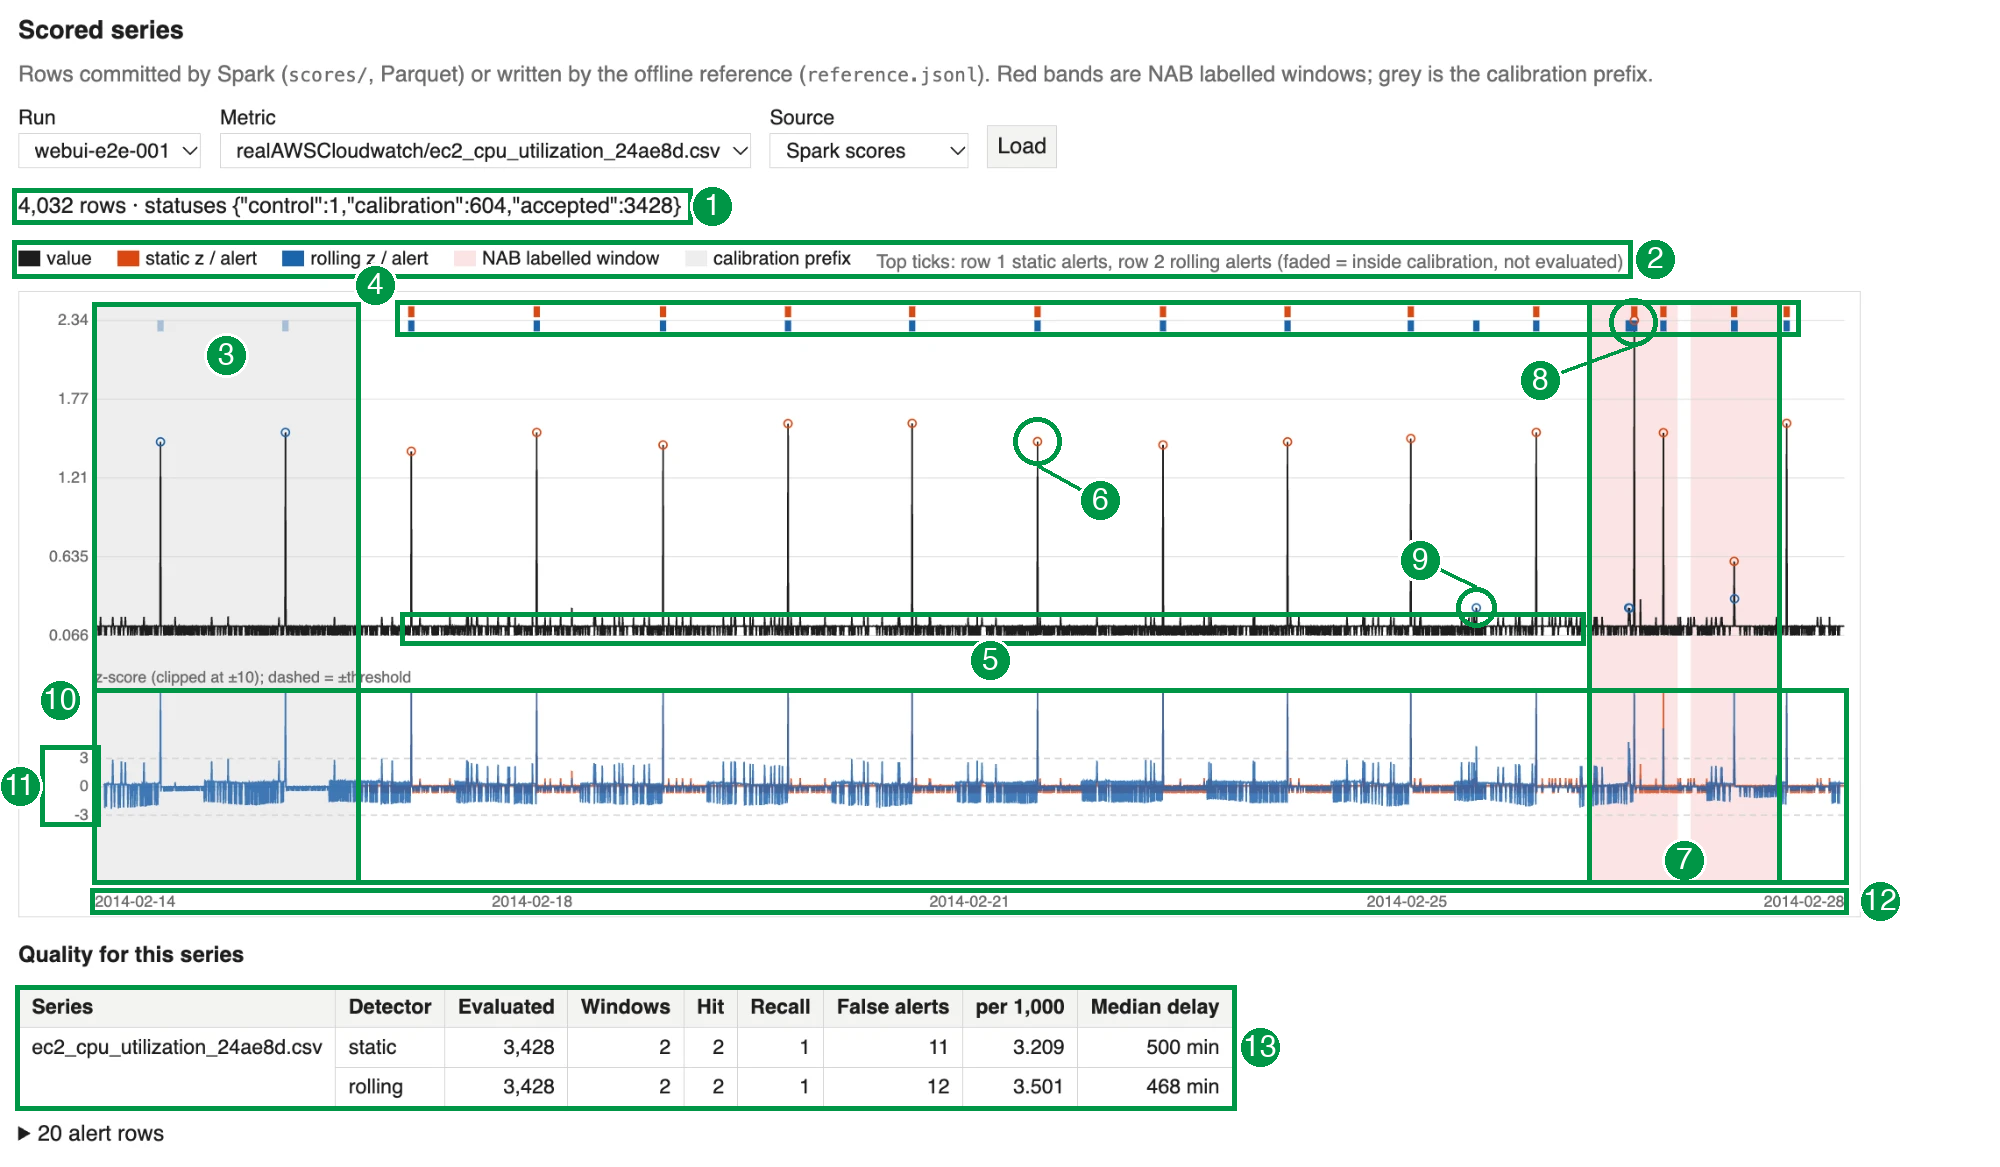 Scored series
Rows committed by Spark (scores/, Parquet) or written by the offline reference (reference.jsonl). Red bands are NAB labelled windows; grey is the calibration prefix.
Run Metric Source
webui-e2e-001 realAWSCloudwatch/ec2_cpu_utilization_24ae8d.csv Spark scores Load
4,032 rows · statuses {"control":1,"calibration":604,"accepted":3428} 1
value static z / alert rolling z / alert NAB labelled window calibration prefix Top ticks: row 1 static alerts, row 2 rolling alerts (faded = inside calibration, not evaluated) 2
4
2.34
3
8
1.77
1.21
6
0.635
9
0.066
5
z-score (clipped at ±10); dashed = ±threshold
10
3
11 0
-3
7
2014-02-14 2014-02-18 2014-02-21 2014-02-25 2014-02-28 12
Quality for this series
Series Detector Evaluated Windows Hit Recall False alerts per 1,000 Median delay
ec2_cpu_utilization_24ae8d.csv static 3,428 2 2 1 11 3.209 500 min 13
rolling 3,428 2 2 1 12 3.501 468 min
▶ 20 alert rows